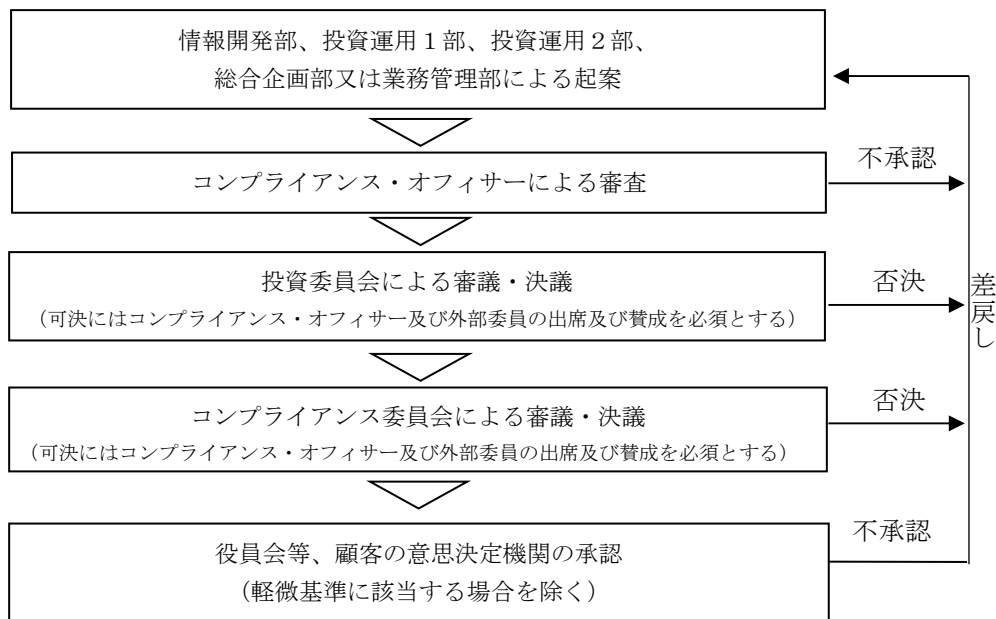 情報開発部、投資運用１部、投資運用２部、
総合企画部又は業務管理部による起案
不承認
コンプライアンス・オフィサーによる審査
投資委員会による審議・決議
（可決にはコンプライアンス・オフィサー及び外部委員の出席及び賛成を必須とする）
否決
差戻し
コンプライアンス委員会による審議・決議
（可決にはコンプライアンス・オフィサー及び外部委員の出席及び賛成を必須とする）
否決
役員会等、顧客の意思決定機関の承認
（軽微基準に該当する場合を除く）
不承認